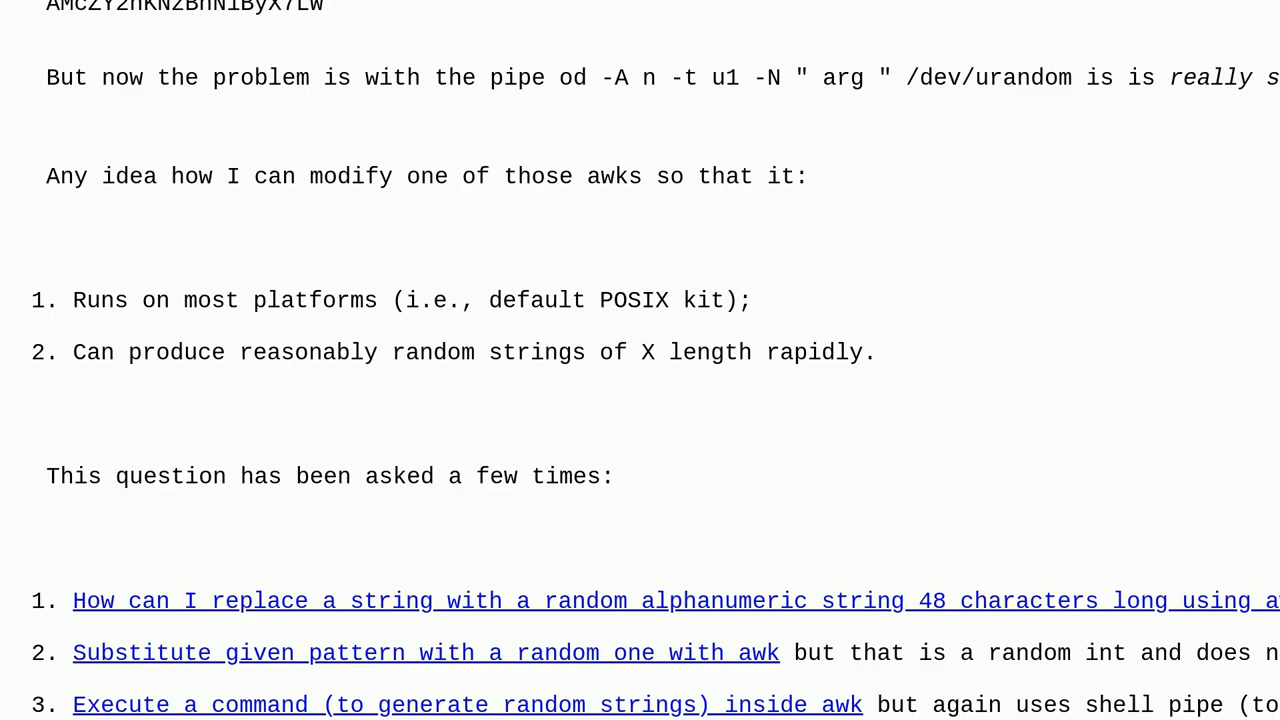 But now the problem is with the pipe od -A n -t u1 -N " arg " /dev/urandom is is really s
Any idea how I can modify one of those awks so that it:
1. Runs on most platforms (i.e., default POSIX kit);
2. Can produce reasonably random strings of X length rapidly.
This question has been asked a few times:
1. How can I replace a string with a random alphanumeric string 48 characters long using a
2. Substitute given pattern with a random one with awk but that is a random int and does n
3. Execute a command (to generate random strings) inside awk but again uses shell pipe (to